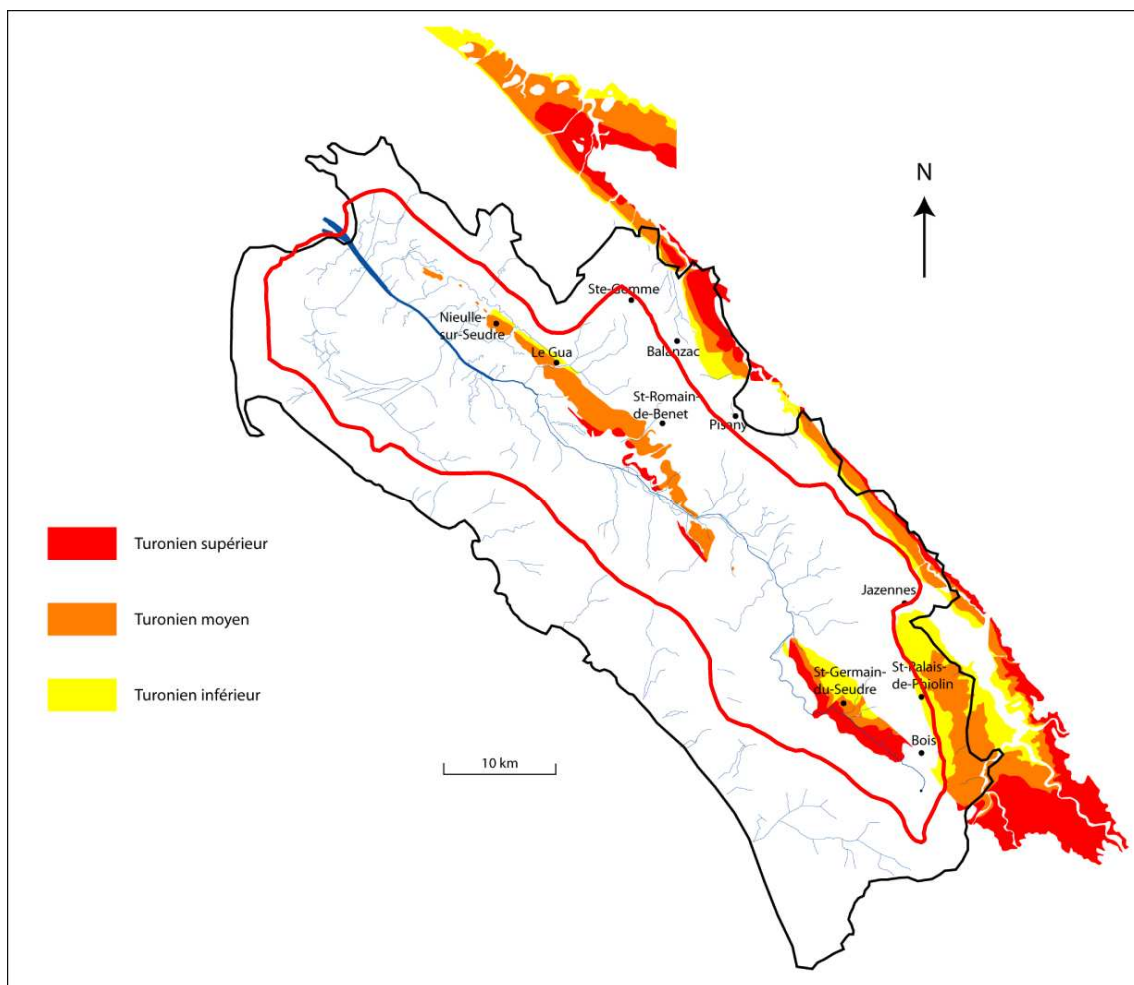 N
Ste-Gemme
Nieulle-
sur-Seudre
Le Gua
Balanzac
St-Romain-
de-Benet
Pisany
Turonien supérieur
Jazennes
Turonien moyen
St-Germain-
du-Seudre
St-Palais-
de-Phiolin
Turonien inférieur
Bois
10 km